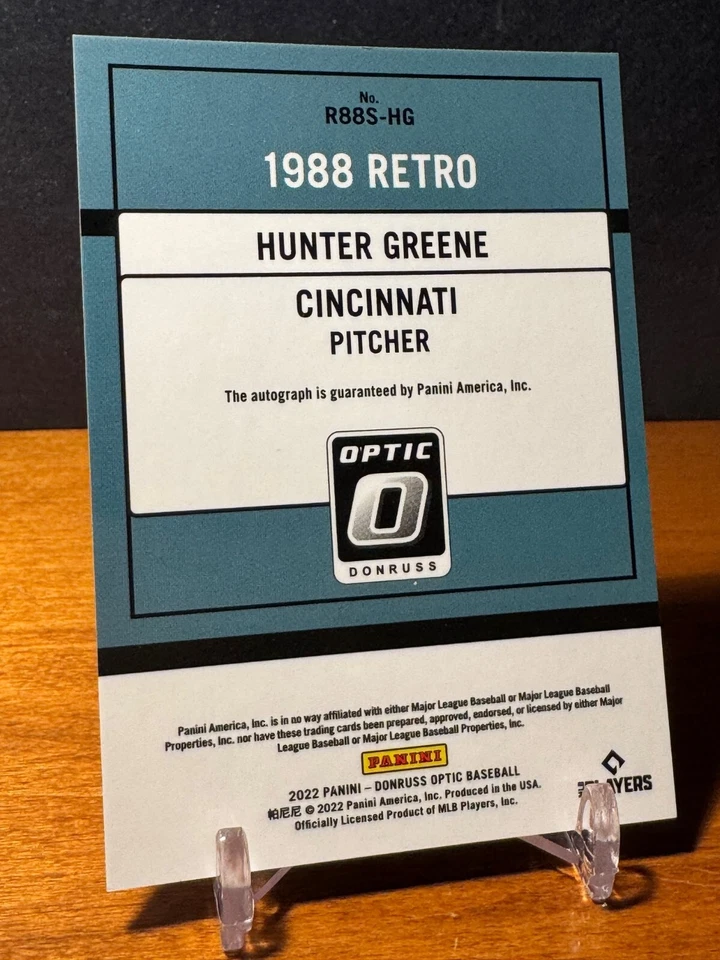 No.
R88S-HG
1988 RETRO
HUNTER GREENE
CINCINNATI
PITCHER
The autograph is guaranteed by Panini America, Inc.
OPTIC
O
DONRUSS
Panini America, Inc. is in no way affiliated with either Major League Baseball or Major League Baseball
Properties, Inc. nor have these trading cards been prepared, approved, endorsed, or licensed by either Major
League Baseball or Major League Baseball Properties, Inc.
PANINI
2022 PANINI – DONRUSS OPTIC BASEBALL
帕尼尼 © 2022 Panini America, Inc. Produced in the USA.
Officially Licensed Product of MLB Players, Inc.
PLAYERS